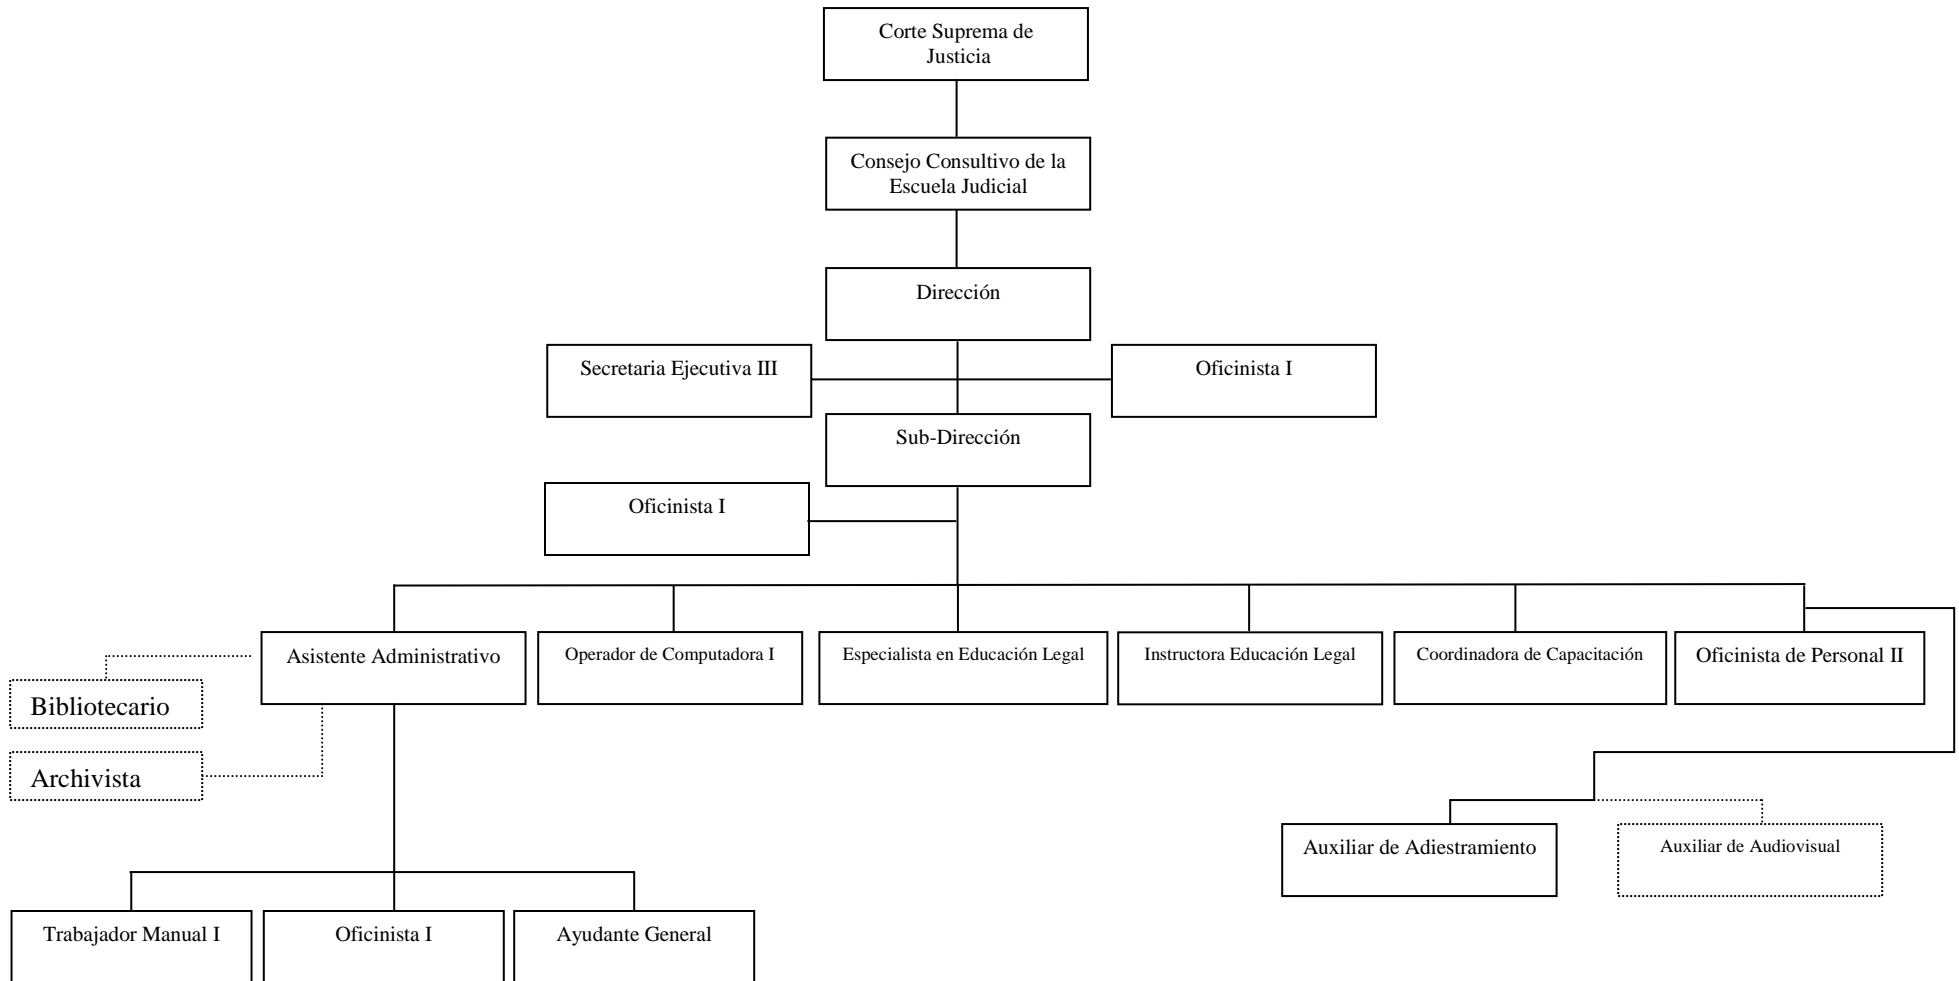 Corte Suprema de
Justicia
Consejo Consultivo de la
Escuela Judicial
Dirección
Secretaria Ejecutiva III
Oficinista I
Sub-Dirección
Oficinista I
Asistente Administrativo
Operador de Computadora I
Especialista en Educación Legal
Instructora Educación Legal
Coordinadora de Capacitación
Oficinista de Personal II
Bibliotecario
Archivista
Auxiliar de Adiestramiento
Auxiliar de Audiovisual
Trabajador Manual I
Oficinista I
Ayudante General